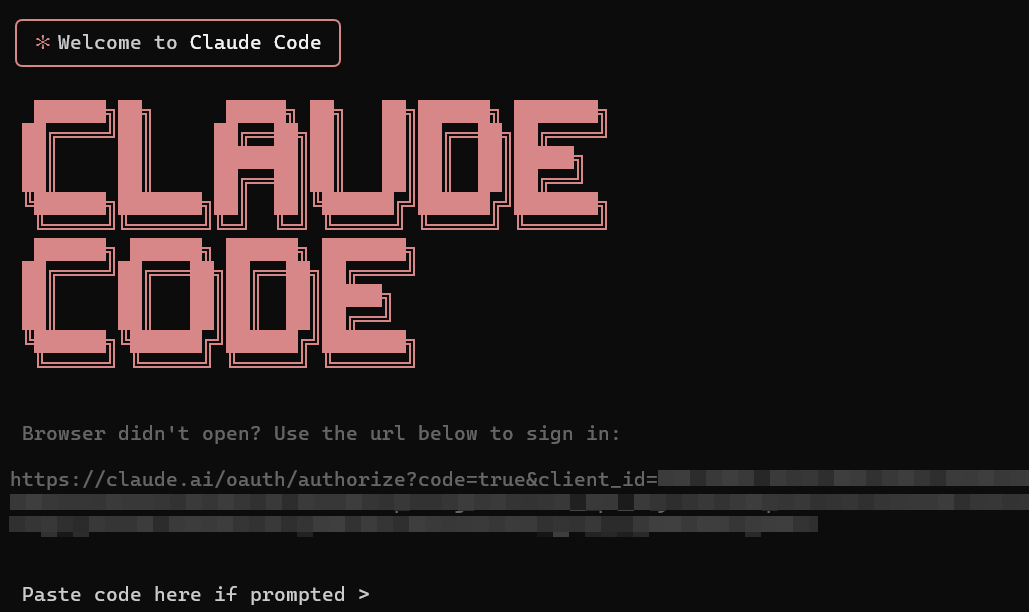 * Welcome to Claude Code
CLAUDE
CODE
Browser didn't open? Use the url below to sign in:
https://claude.ai/oauth/authorize?code=true&client_id=
Paste code here if prompted >